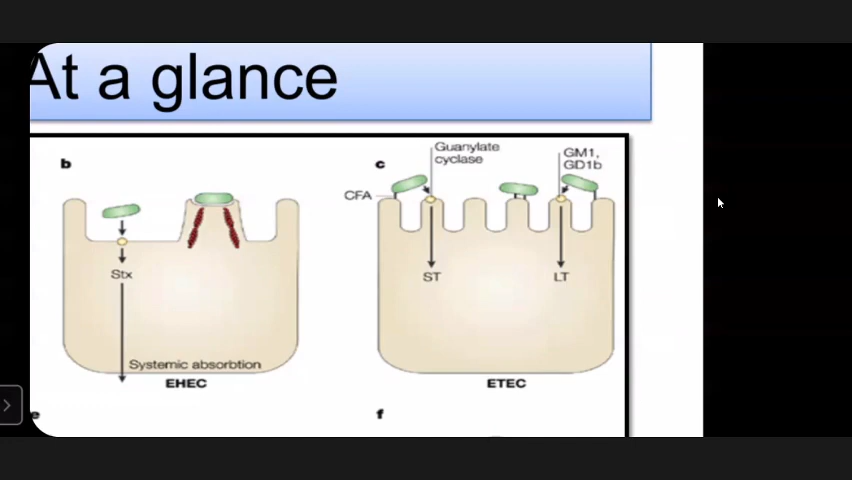 At a glance
b
Stx
Systemic absorbtion
EHEC
c
Guanylate
cyclase
GM1,
GD1b
CFA
ST
LT
ETEC
e
f